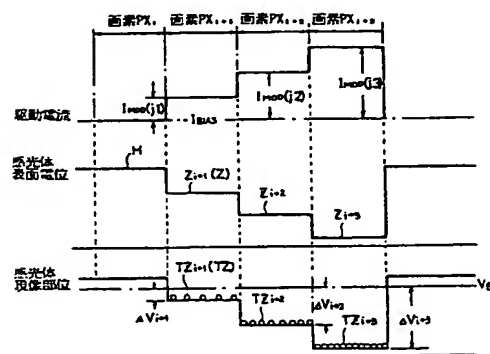 画素PXi 画素PXi+1 画素PXi+2 画素PXi+3
IMOD(j1)
IMOD(j2)
IMOD(j3)
駆動電流
IBIAS
感光体
表面電位
H
Zi+1(Z)
Zi+2
Zi+3
感光体
現像部位
TZi+1(TZ)
ΔVi+1
TZi+2
ΔVi+2
TZi+3
ΔVi+3